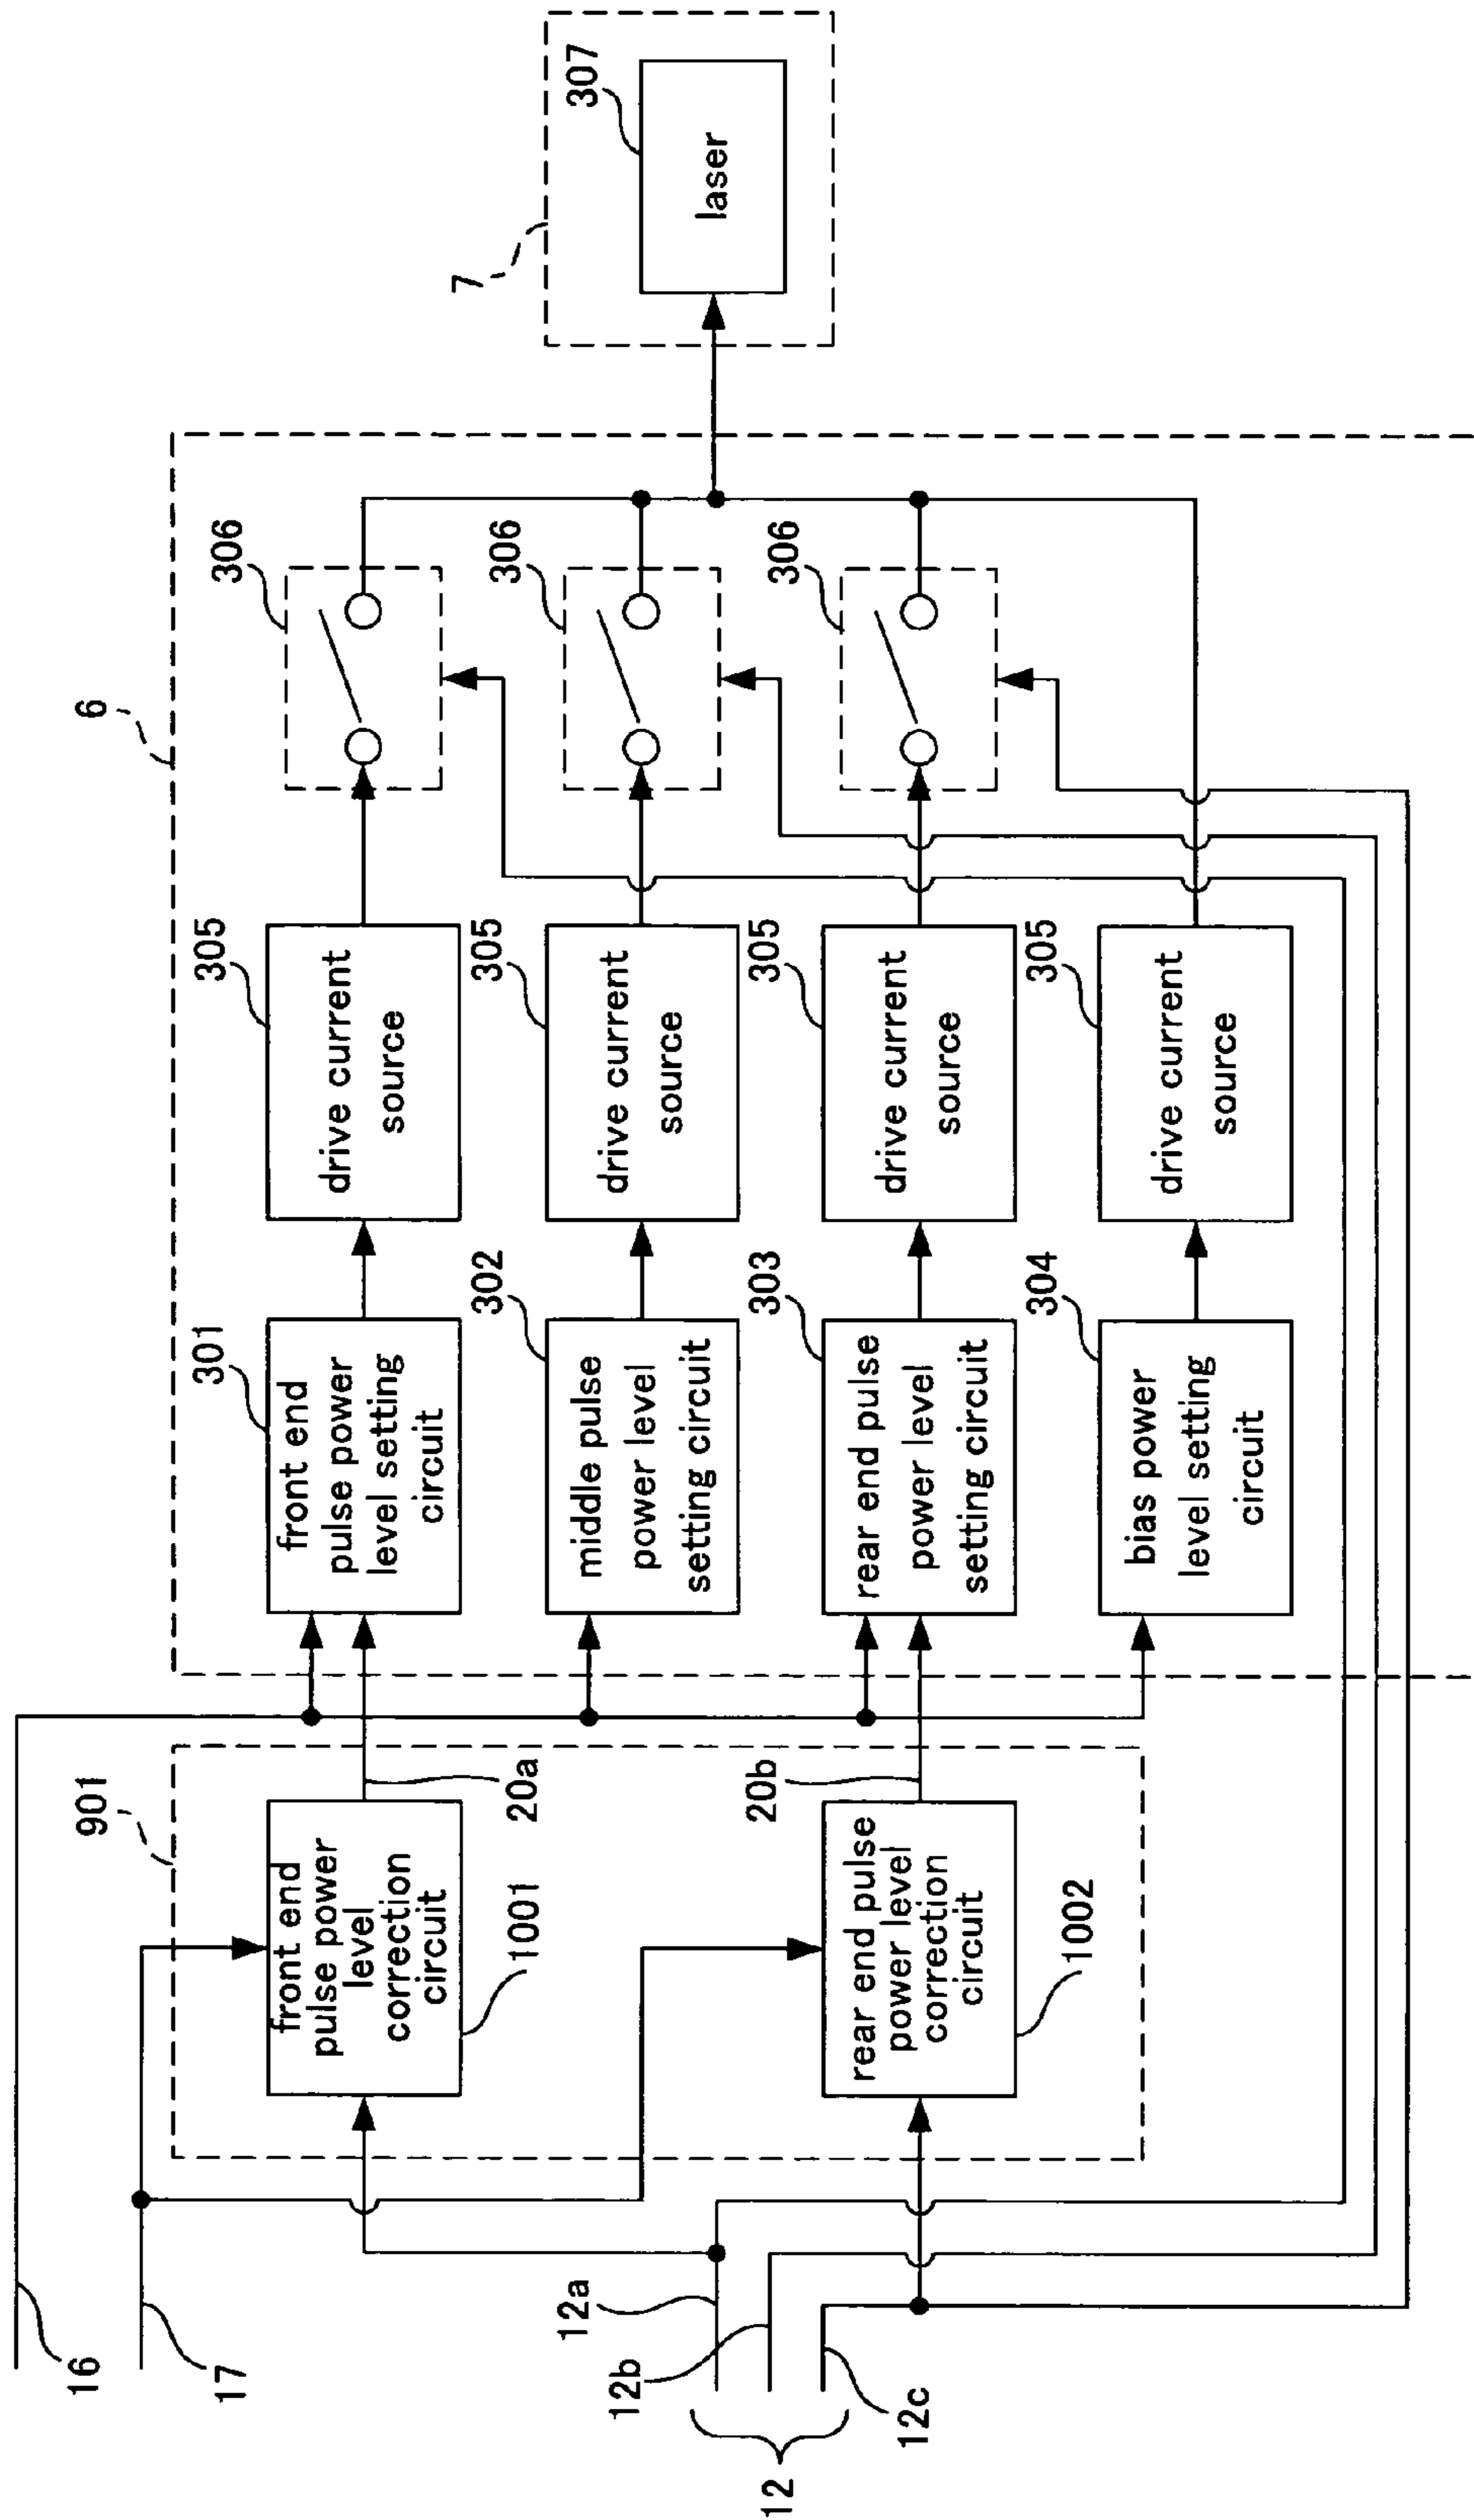 16
17
12
12a
12b
12c
901
front end
pulse power
level
correction
circuit
1001
20a
rear end pulse
power level
correction
circuit
1002
20b
6
301
front end
pulse power
level setting
circuit
305
drive current
source
306
302
middle pulse
power level
setting circuit
305
drive current
source
306
303
rear end pulse
power level
setting circuit
305
drive current
source
306
304
bias power
level setting
circuit
305
drive current
source
7
307
laser